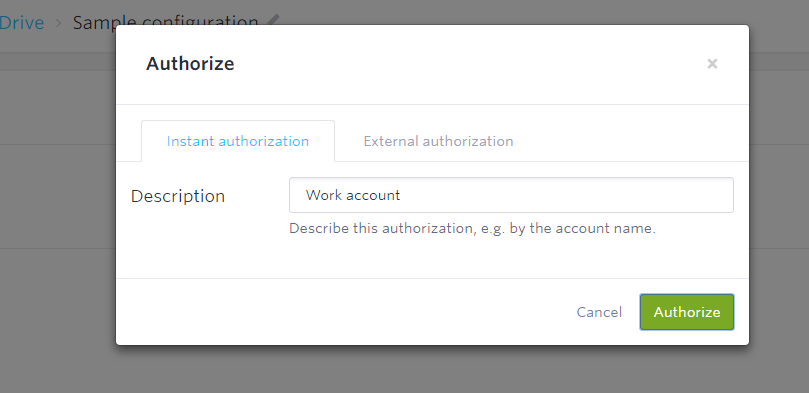 Drive › Sample configuration
Authorize ×
Instant authorization External authorization
Description Work account
Describe this authorization, e.g. by the account name.
Cancel Authorize